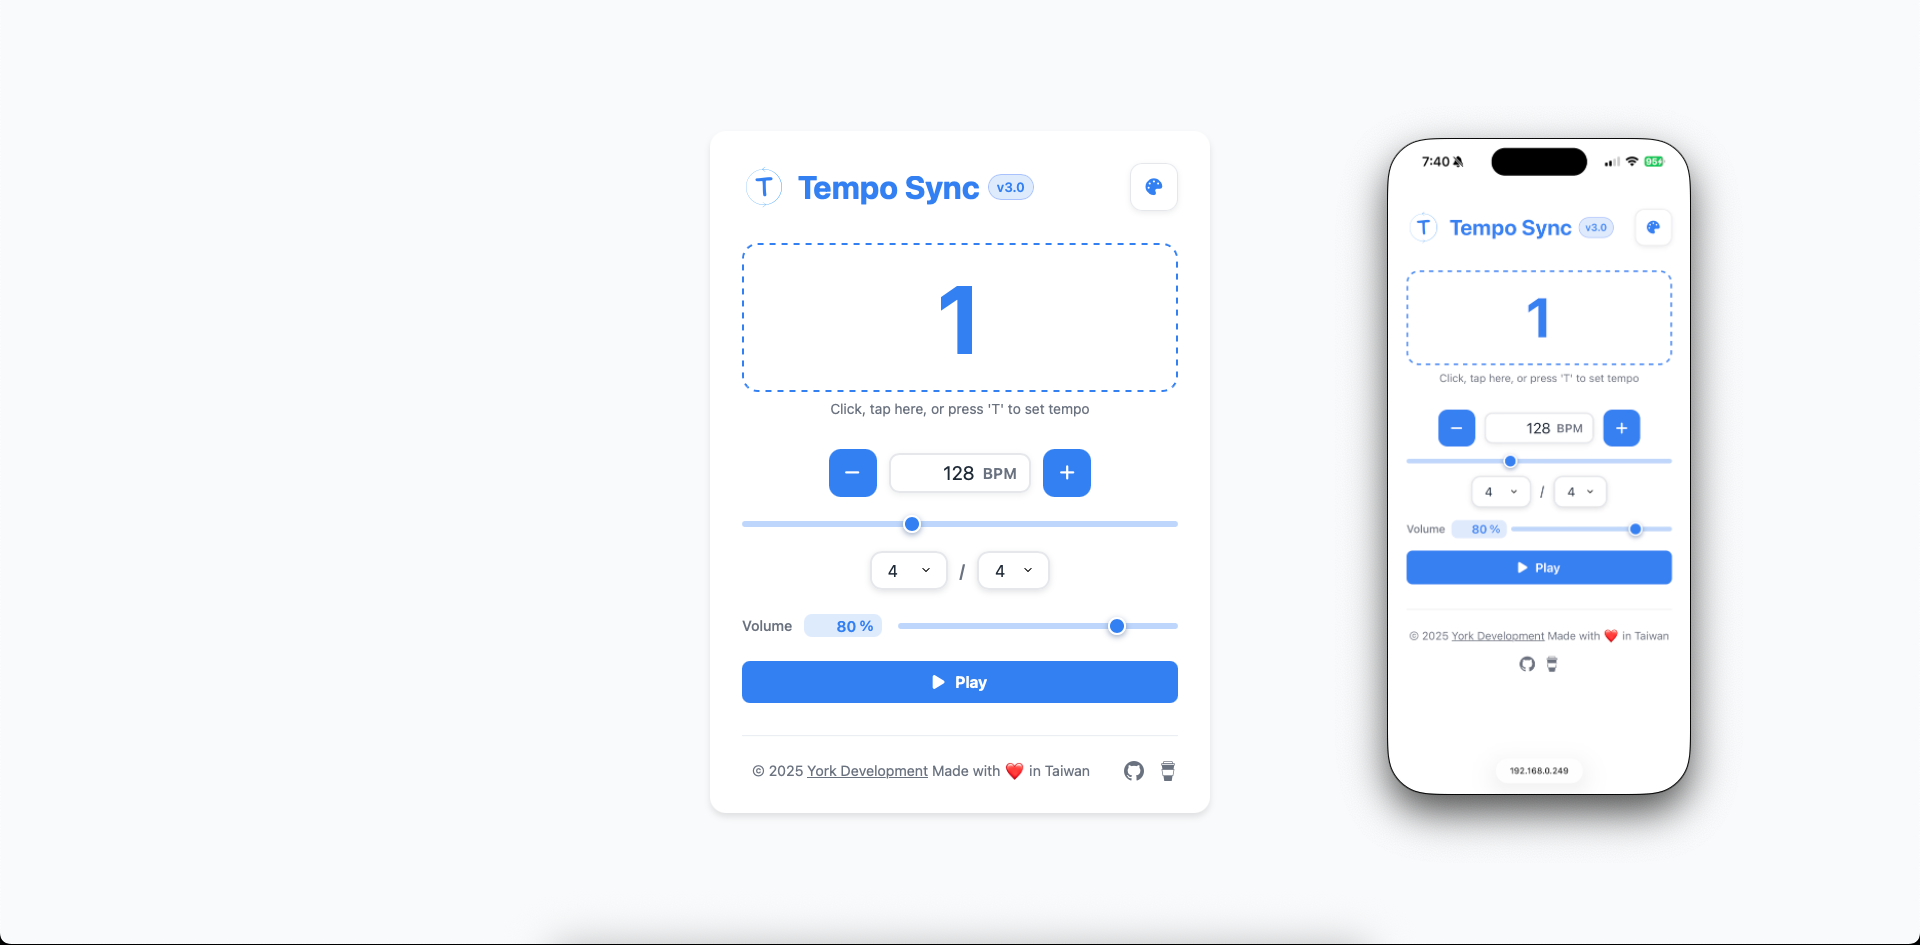 T Tempo Sync v3.0
1
Click, tap here, or press 'T' to set tempo
− 128 BPM +
4 / 4
Volume 80 %
Play
© 2025 York Development Made with ❤️ in Taiwan
7:40 95+
T Tempo Sync v3.0
1
Click, tap here, or press 'T' to set tempo
− 128 BPM +
4 / 4
Volume 80 %
Play
© 2025 York Development Made with ❤️ in Taiwan
192.168.0.249